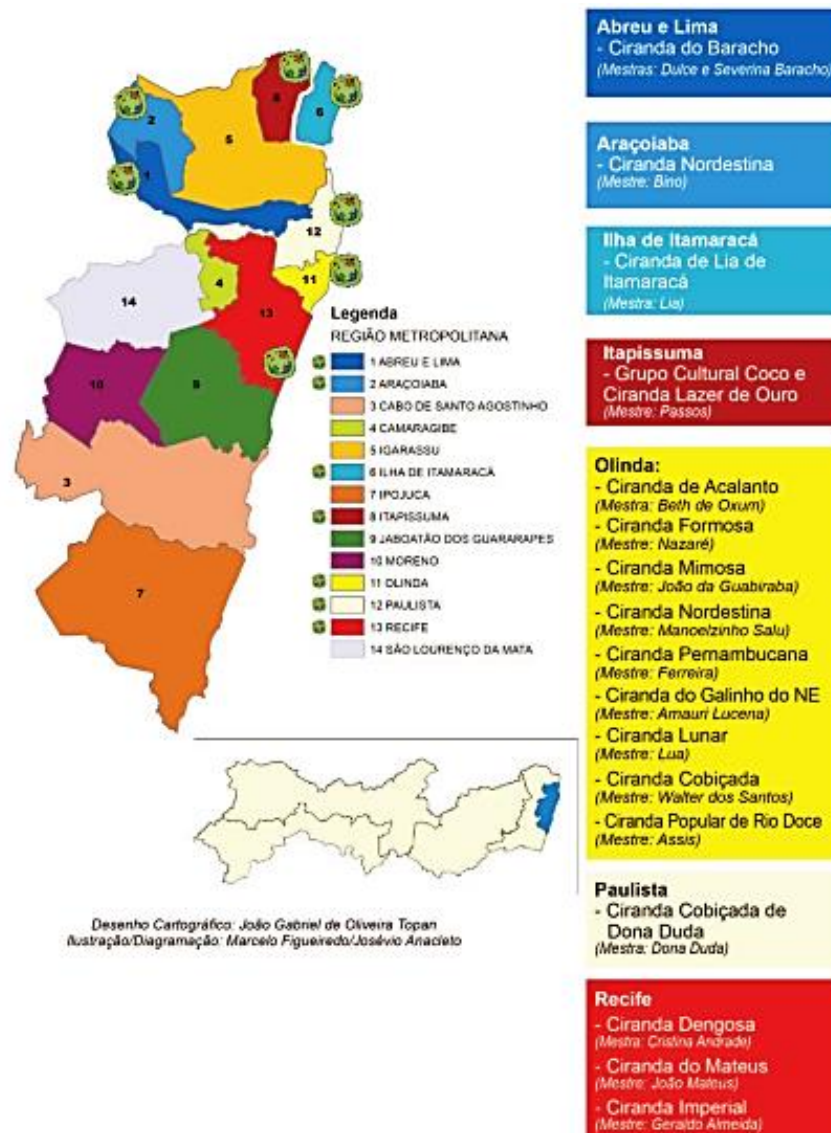 2
1
5
8
6
12
11
4
13
14
10
9
3
7
Legenda
REGIÃO METROPOLITANA
1 ABREU E LIMA
2 ARAÇOIABA
3 CABO DE SANTO AGOSTINHO
4 CAMARAGIBE
5 IGARASSU
6 ILHA DE ITAMARACÁ
7 IPOJUCA
8 ITAPISSUMA
9 JABOATÃO DOS GUARARAPES
10 MORENO
11 OLINDA
12 PAULISTA
13 RECIFE
14 SÃO LOURENÇO DA MATA
Desenho Cartográfico: João Gabriel de Oliveira Topan
Ilustração/Diagramação: Marcelo Figueiredo/Josévio Anacleto
Abreu e Lima
- Ciranda do Baracho
(Mestras: Dulce e Severina Baracho)
Araçoiaba
- Ciranda Nordestina
(Mestre: Bino)
Ilha de Itamaracá
- Ciranda de Lia de
Itamaracá
(Mestra: Lia)
Itapissuma
- Grupo Cultural Coco e
Ciranda Lazer de Ouro
(Mestre: Passos)
Olinda:
- Ciranda de Acalanto
(Mestra: Beth de Oxum)
- Ciranda Formosa
(Mestre: Nazaré)
- Ciranda Mimosa
(Mestre: João da Guabiraba)
- Ciranda Nordestina
(Mestre: Manoelzinho Salu)
- Ciranda Pernambucana
(Mestre: Ferreira)
- Ciranda do Galinho do NE
(Mestre: Amauri Lucena)
- Ciranda Lunar
(Mestre: Lua)
- Ciranda Cobiçada
(Mestre: Walter dos Santos)
- Ciranda Popular de Rio Doce
(Mestre: Assis)
Paulista
- Ciranda Cobiçada de
Dona Duda
(Mestra: Dona Duda)
Recife
- Ciranda Dengosa
(Mestra: Cristina Andrade)
- Ciranda do Mateus
(Mestre: João Mateus)
- Ciranda Imperial
(Mestre: Geraldo Almeida)